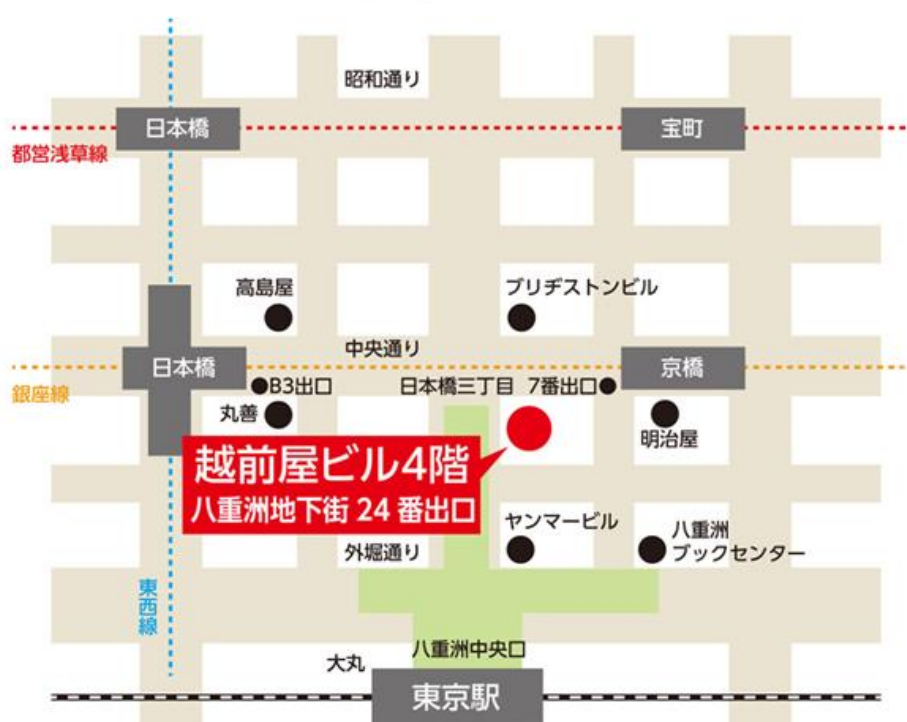 昭和通り
日本橋
宝町
都営浅草線
高島屋
ブリヂストンビル
中央通り
日本橋
京橋
銀座線
●B3出口
日本橋三丁目 7番出口●
丸善
明治屋
越前屋ビル4階
八重洲地下街 24 番出口
ヤンマービル
八重洲
ブックセンター
外堀通り
東西線
八重洲中央口
大丸
東京駅